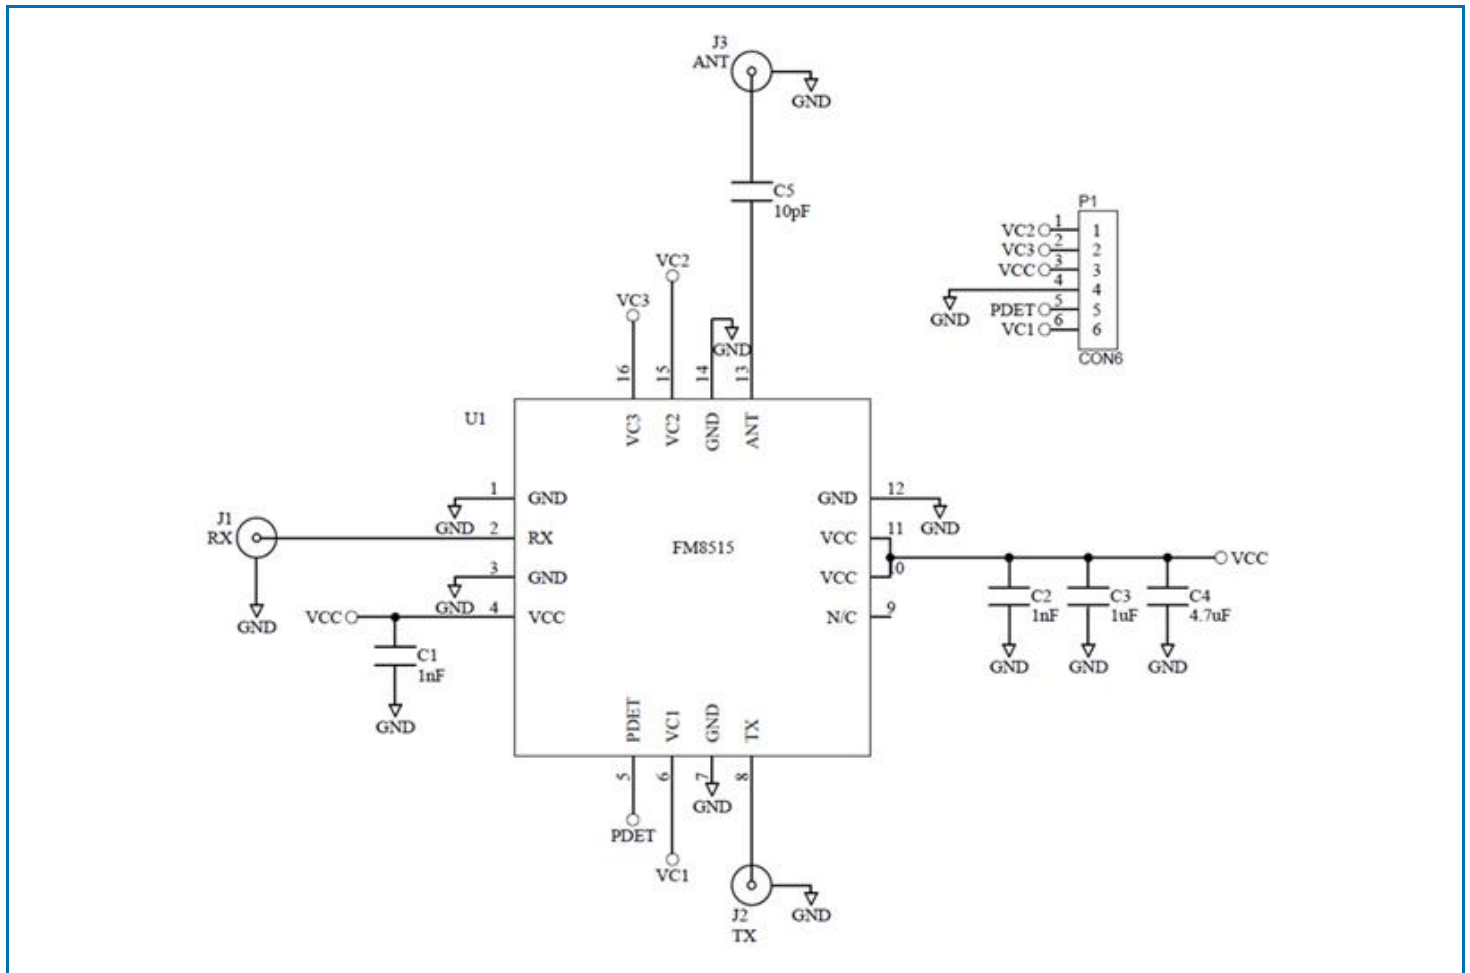 J3
ANT
GND
C5
10pF
P1
VC2 1 1
VC3 2 2
VCC 3 3
4 4
GND
PDET 5 5
VC1 6 6
CON6
VC2
VC3
GND
16 15 14 13
U1
VC3 VC2 GND ANT
1 GND
GND
J1
RX
2 RX
3 GND
GND
VCC
4 VCC
GND
C1
1nF
GND
FM8515
GND 12
GND
VCC 11
VCC 10
N/C 9
VCC
C2
1nF
GND
C3
1uF
GND
C4
4.7uF
GND
PDET VC1 GND TX
5 6 7 8
GND
PDET
VC1
J2
TX
GND